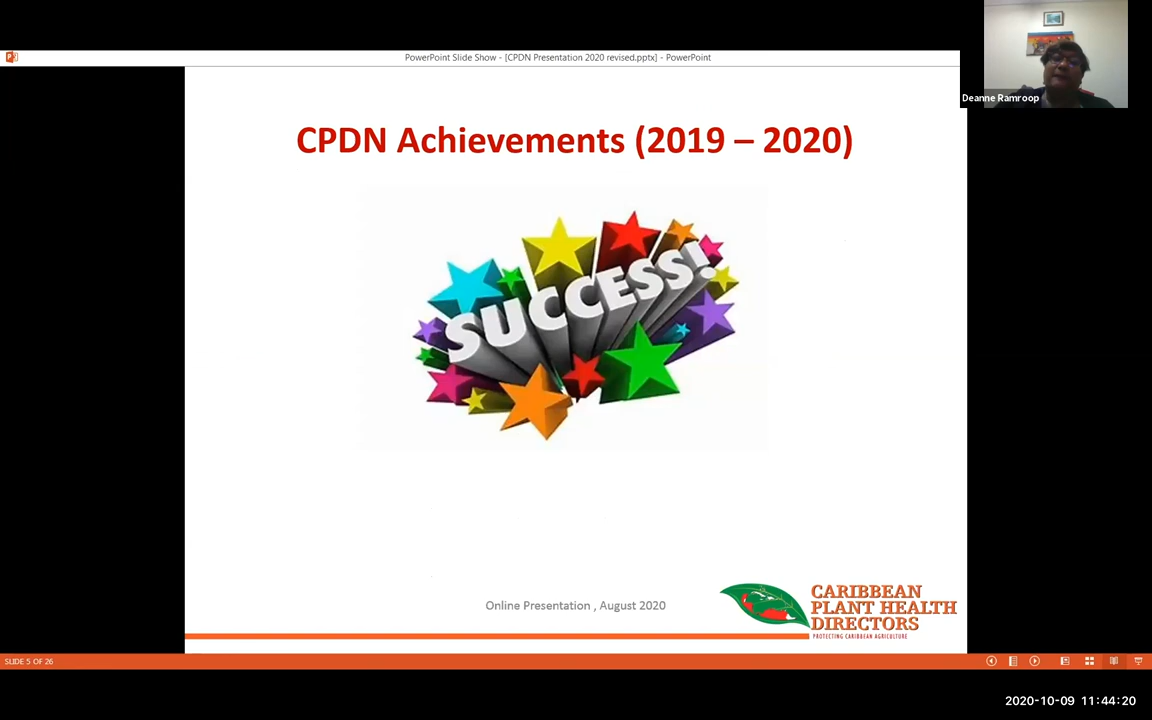 PowerPoint Slide Show - [CPDN Presentation 2020 revised.pptx] - PowerPoint
Deanne Ramroop
CPDN Achievements (2019 – 2020)
SUCCESS!
Online Presentation , August 2020
CARIBBEAN
PLANT HEALTH
DIRECTORS
PROTECTING CARIBBEAN AGRICULTURE
SLIDE 5 OF 26
2020-10-09 11:44:20